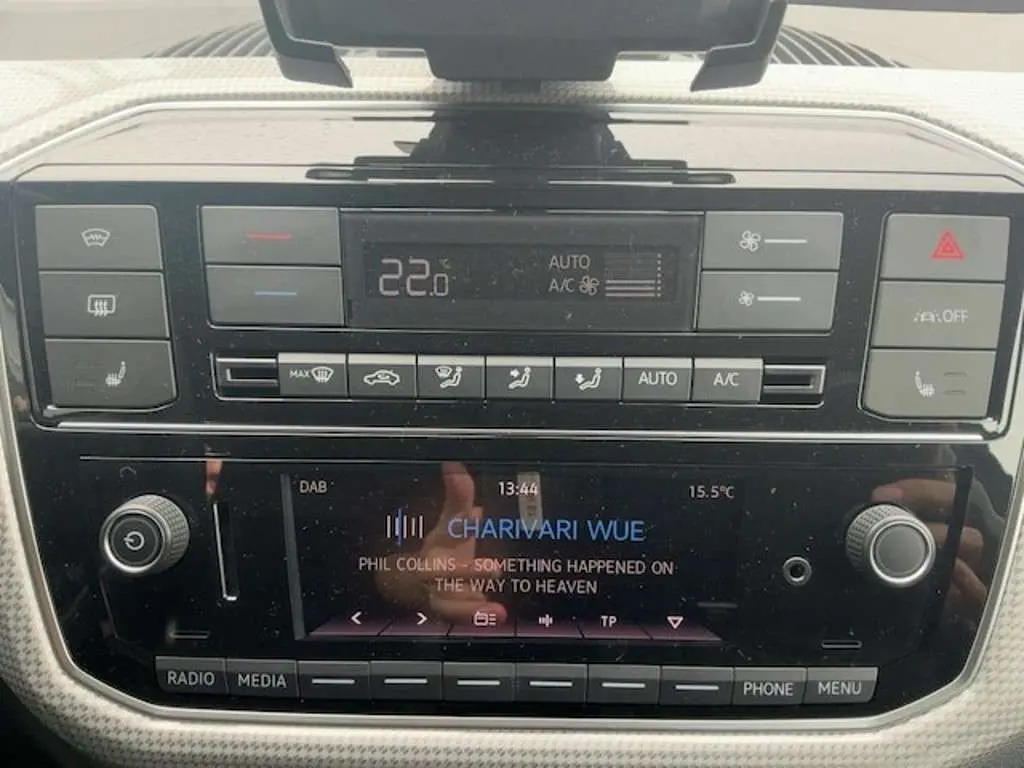 22.0 °C
AUTO
A/C
OFF
MAX
AUTO
A/C
DAB
13:44
15.5°C
CHARIVARI WUE
PHIL COLLINS - SOMETHING HAPPENED ON
THE WAY TO HEAVEN
TP
RADIO
MEDIA
PHONE
MENU